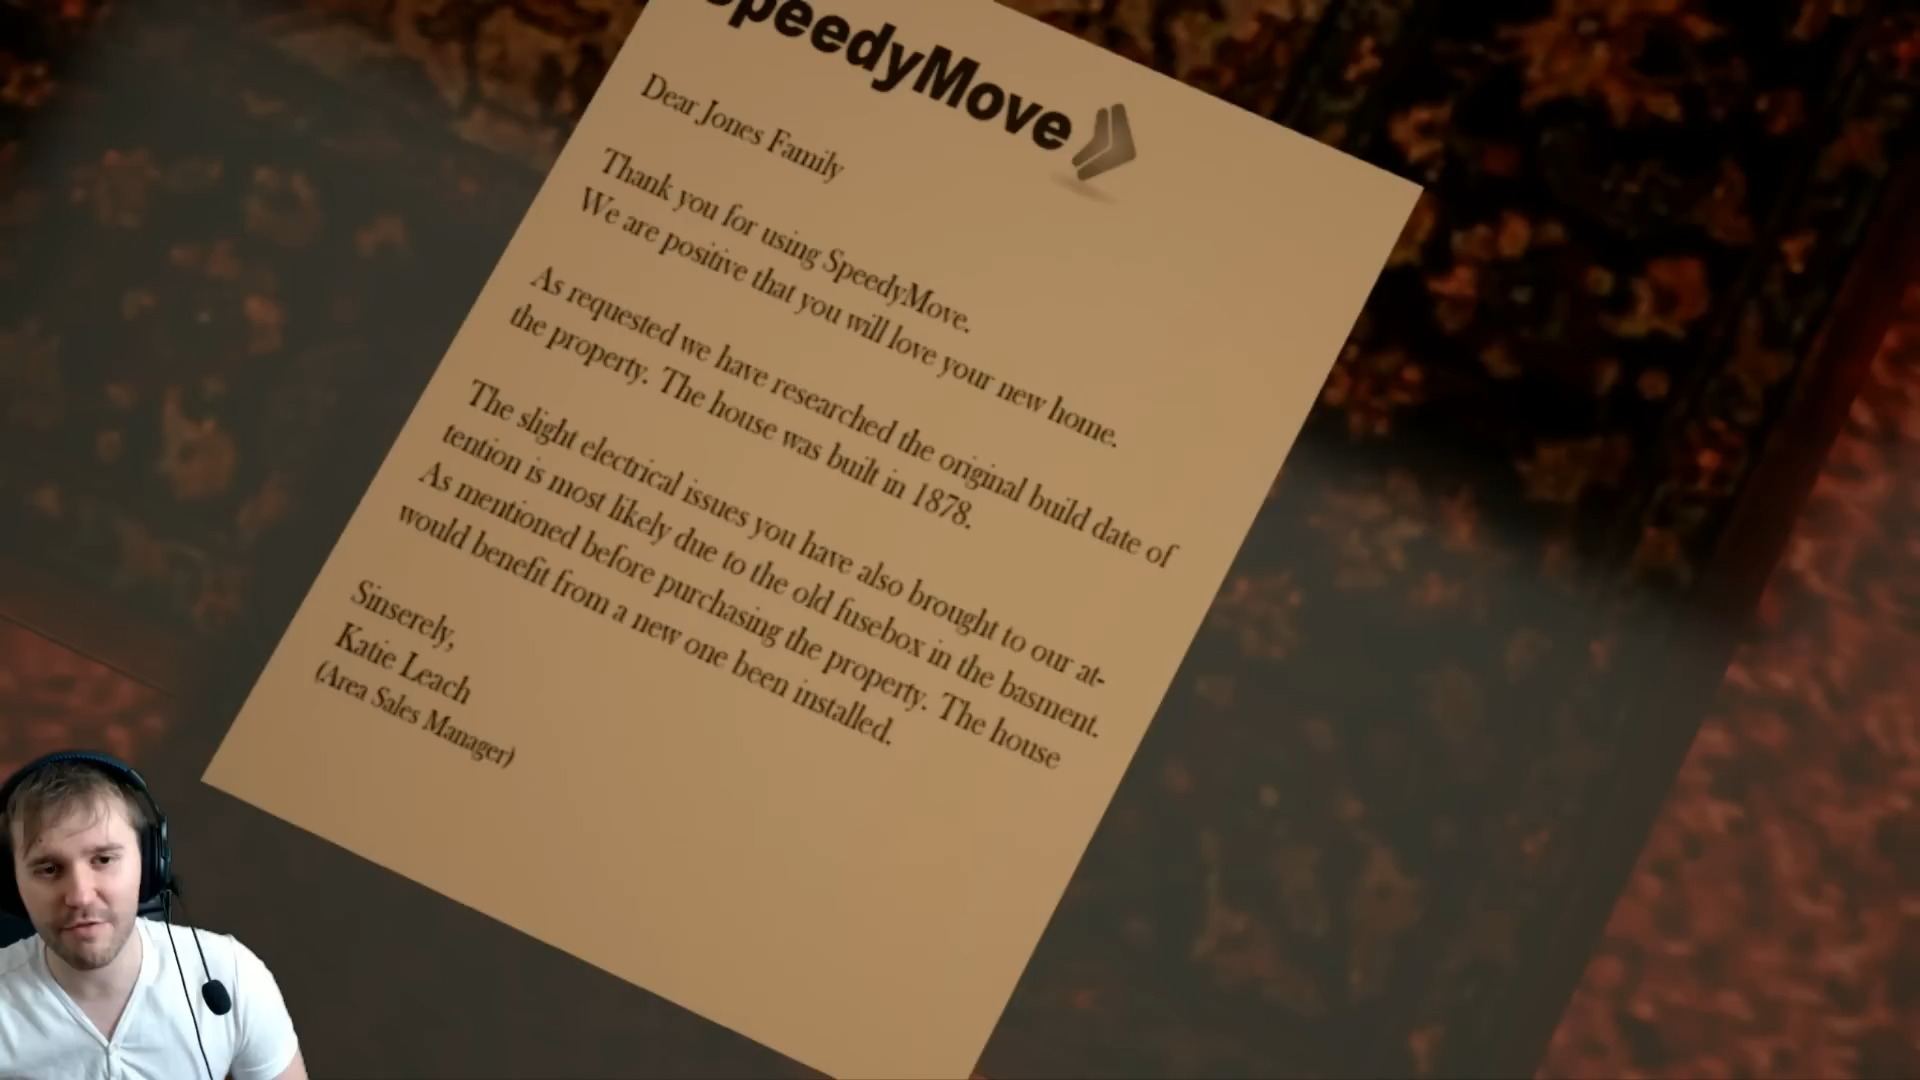 SpeedyMove
Dear Jones Family
Thank you for using SpeedyMove.
We are positive that you will love your new home.
As requested we have researched the original build date of
the property. The house was built in 1878.
The slight electrical issues you have also brought to our at-
tention is most likely due to the old fusebox in the basment.
As mentioned before purchasing the property. The house
would benefit from a new one been installed.
Sinserely,
Katie Leach
(Area Sales Manager)